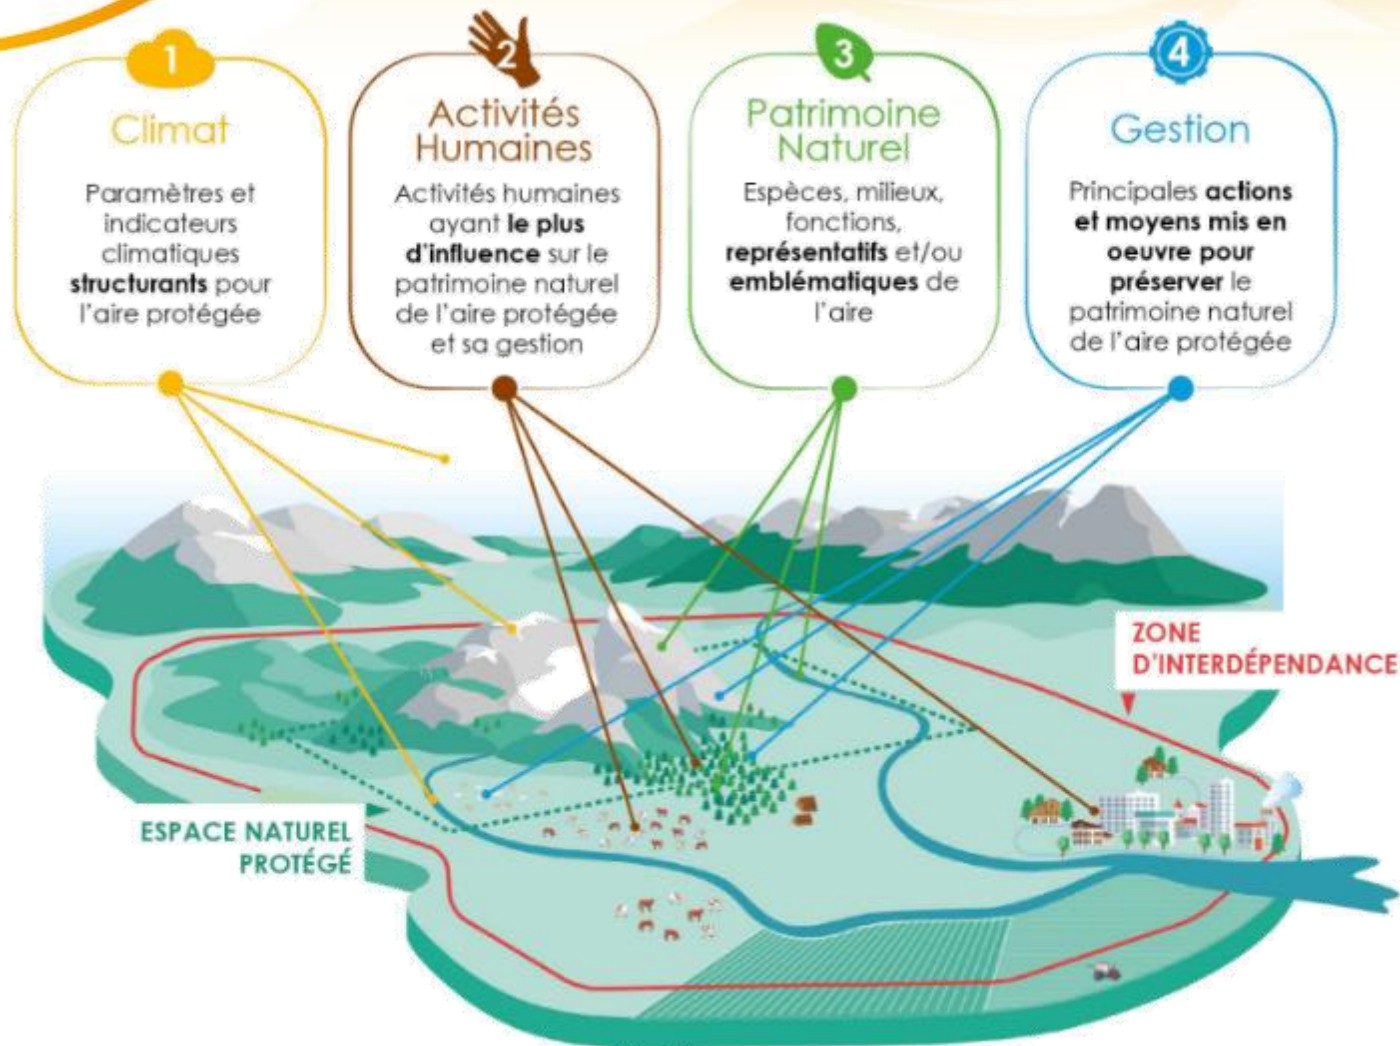 1
Climat
Paramètres et
indicateurs
climatiques
structurants pour
l'aire protégée
2
Activités
Humaines
Activités humaines
ayant le plus
d'influence sur le
patrimoine naturel
de l'aire protégée
et sa gestion
3
Patrimoine
Naturel
Espèces, milieux,
fonctions,
représentatifs et/ou
emblématiques de
l'aire
4
Gestion
Principales actions
et moyens mis en
oeuvre pour
préserver le
patrimoine naturel
de l'aire protégée
ZONE
D'INTERDÉPENDANCE
ESPACE NATUREL
PROTÉGÉ